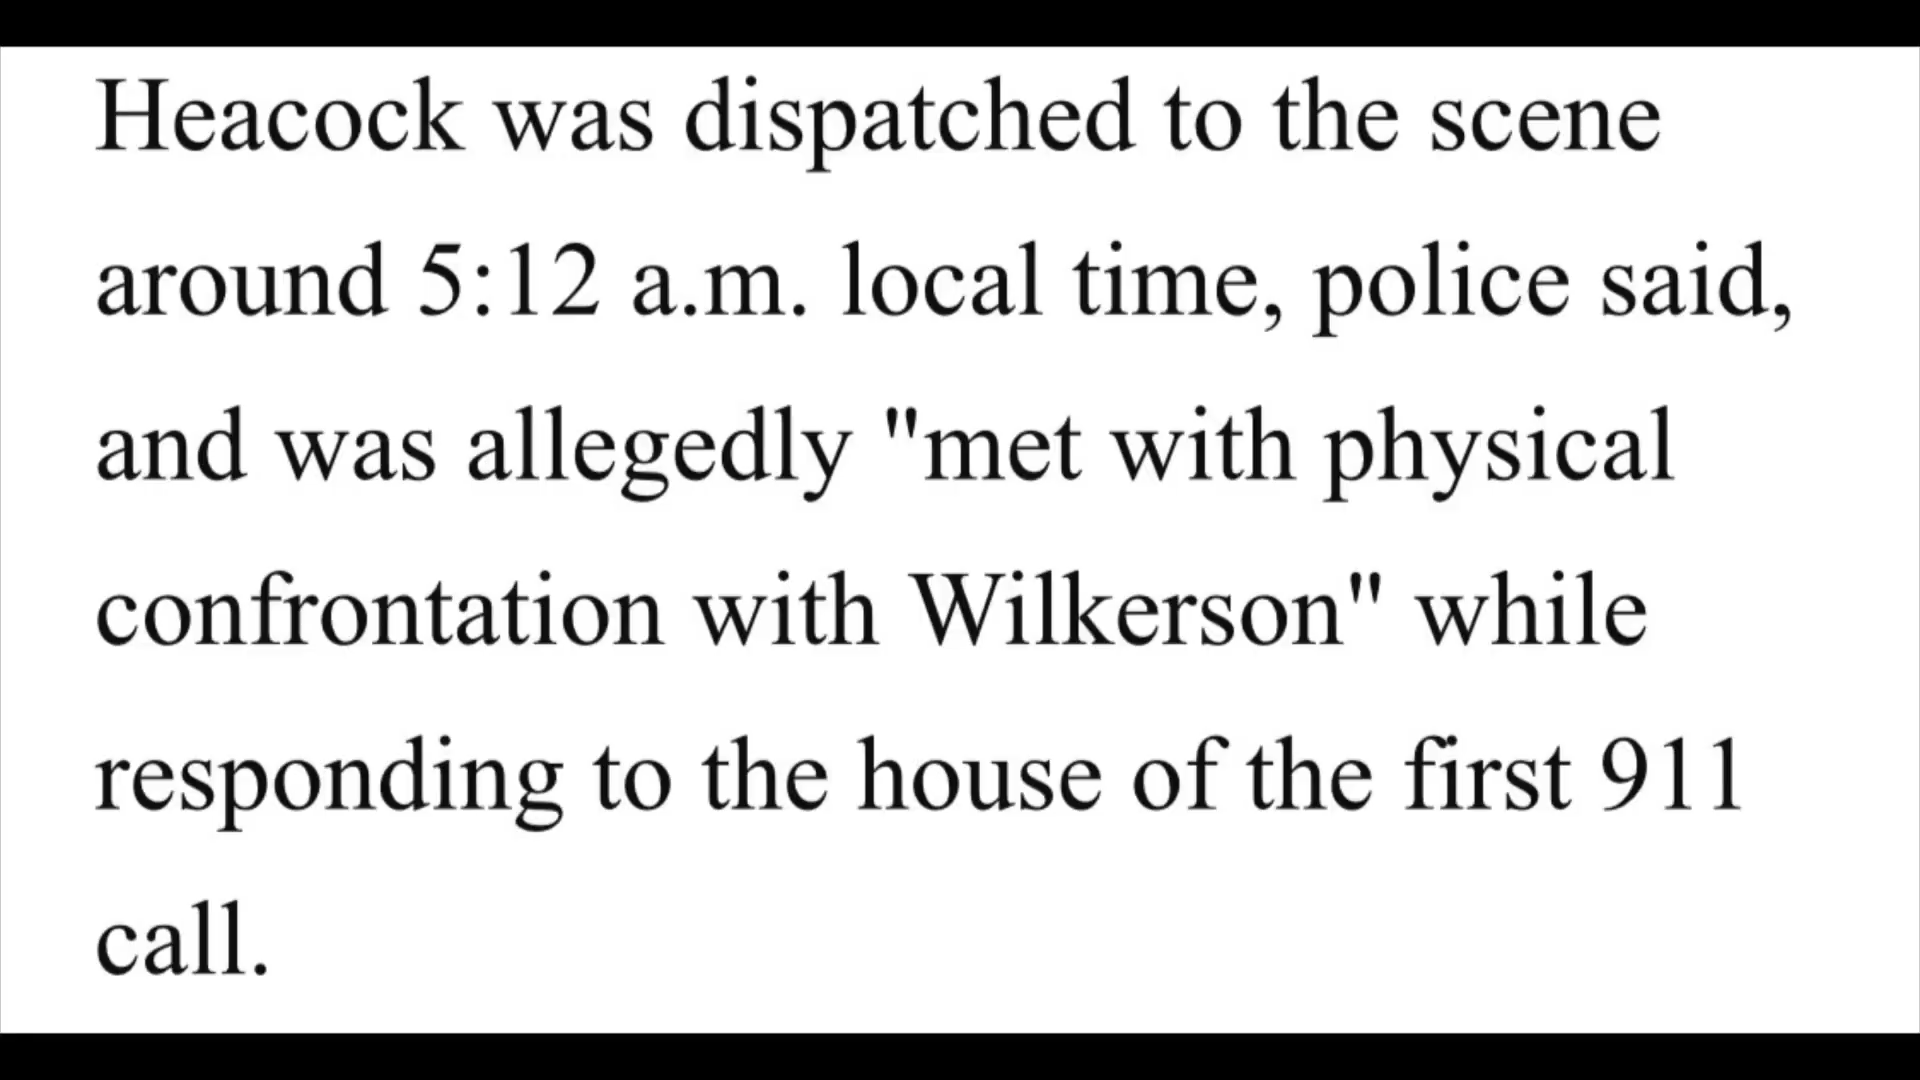 Heacock was dispatched to the scene
around 5:12 a.m. local time, police said,
and was allegedly "met with physical
confrontation with Wilkerson" while
responding to the house of the first 911
call.